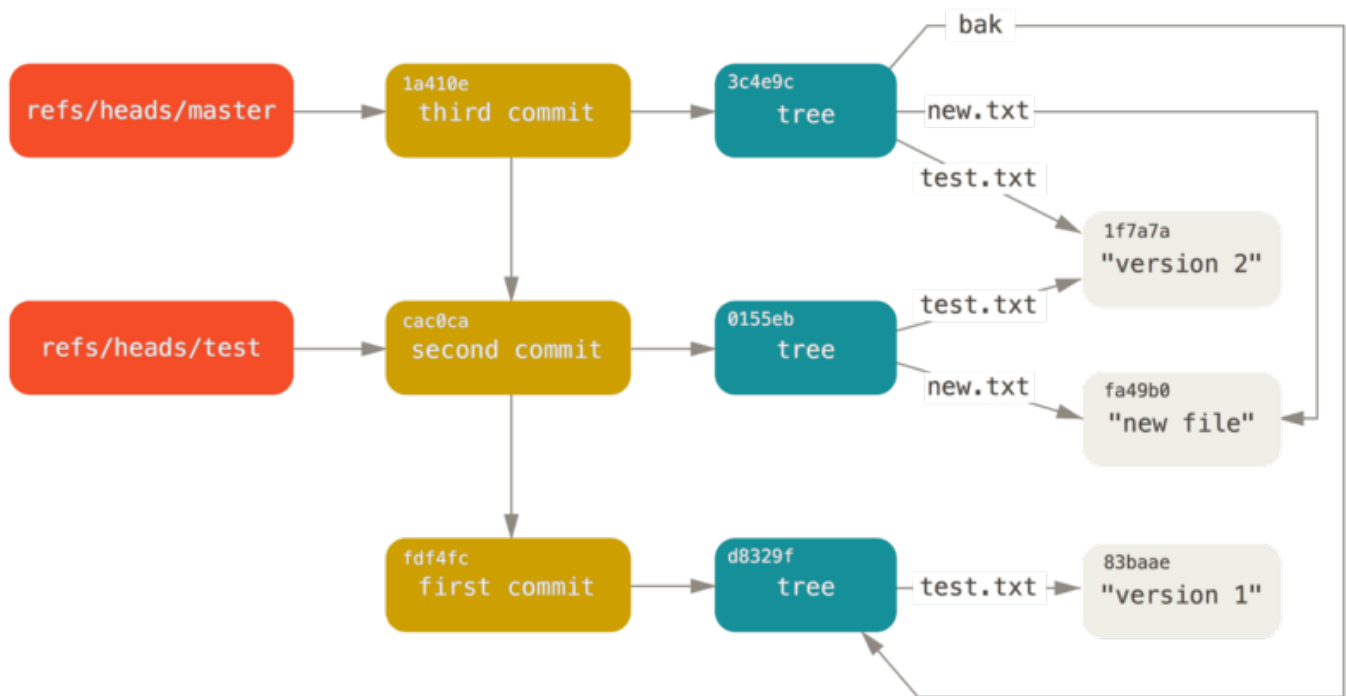 bak
refs/heads/master
1a410e
third commit
3c4e9c
tree
new.txt
test.txt
1f7a7a
"version 2"
refs/heads/test
cac0ca
second commit
0155eb
tree
test.txt
new.txt
fa49b0
"new file"
fdf4fc
first commit
d8329f
tree
test.txt
83baae
"version 1"